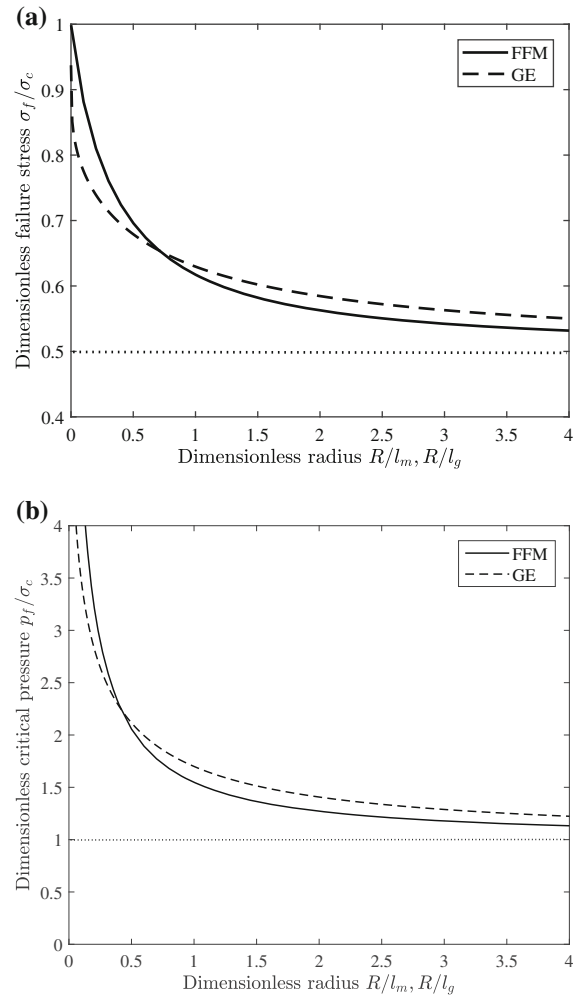 (a)
1
0.9
0.8
0.7
0.6
0.5
0.4
Dimensionless failure stress σ_f/σ_c
FFM
GE
0 0.5 1 1.5 2 2.5 3 3.5 4
Dimensionless radius R/l_m, R/l_g
(b)
4
3.5
3
2.5
2
1.5
1
0.5
0
Dimensionless critical pressure p_f/σ_c
FFM
GE
0 0.5 1 1.5 2 2.5 3 3.5 4
Dimensionless radius R/l_m, R/l_g